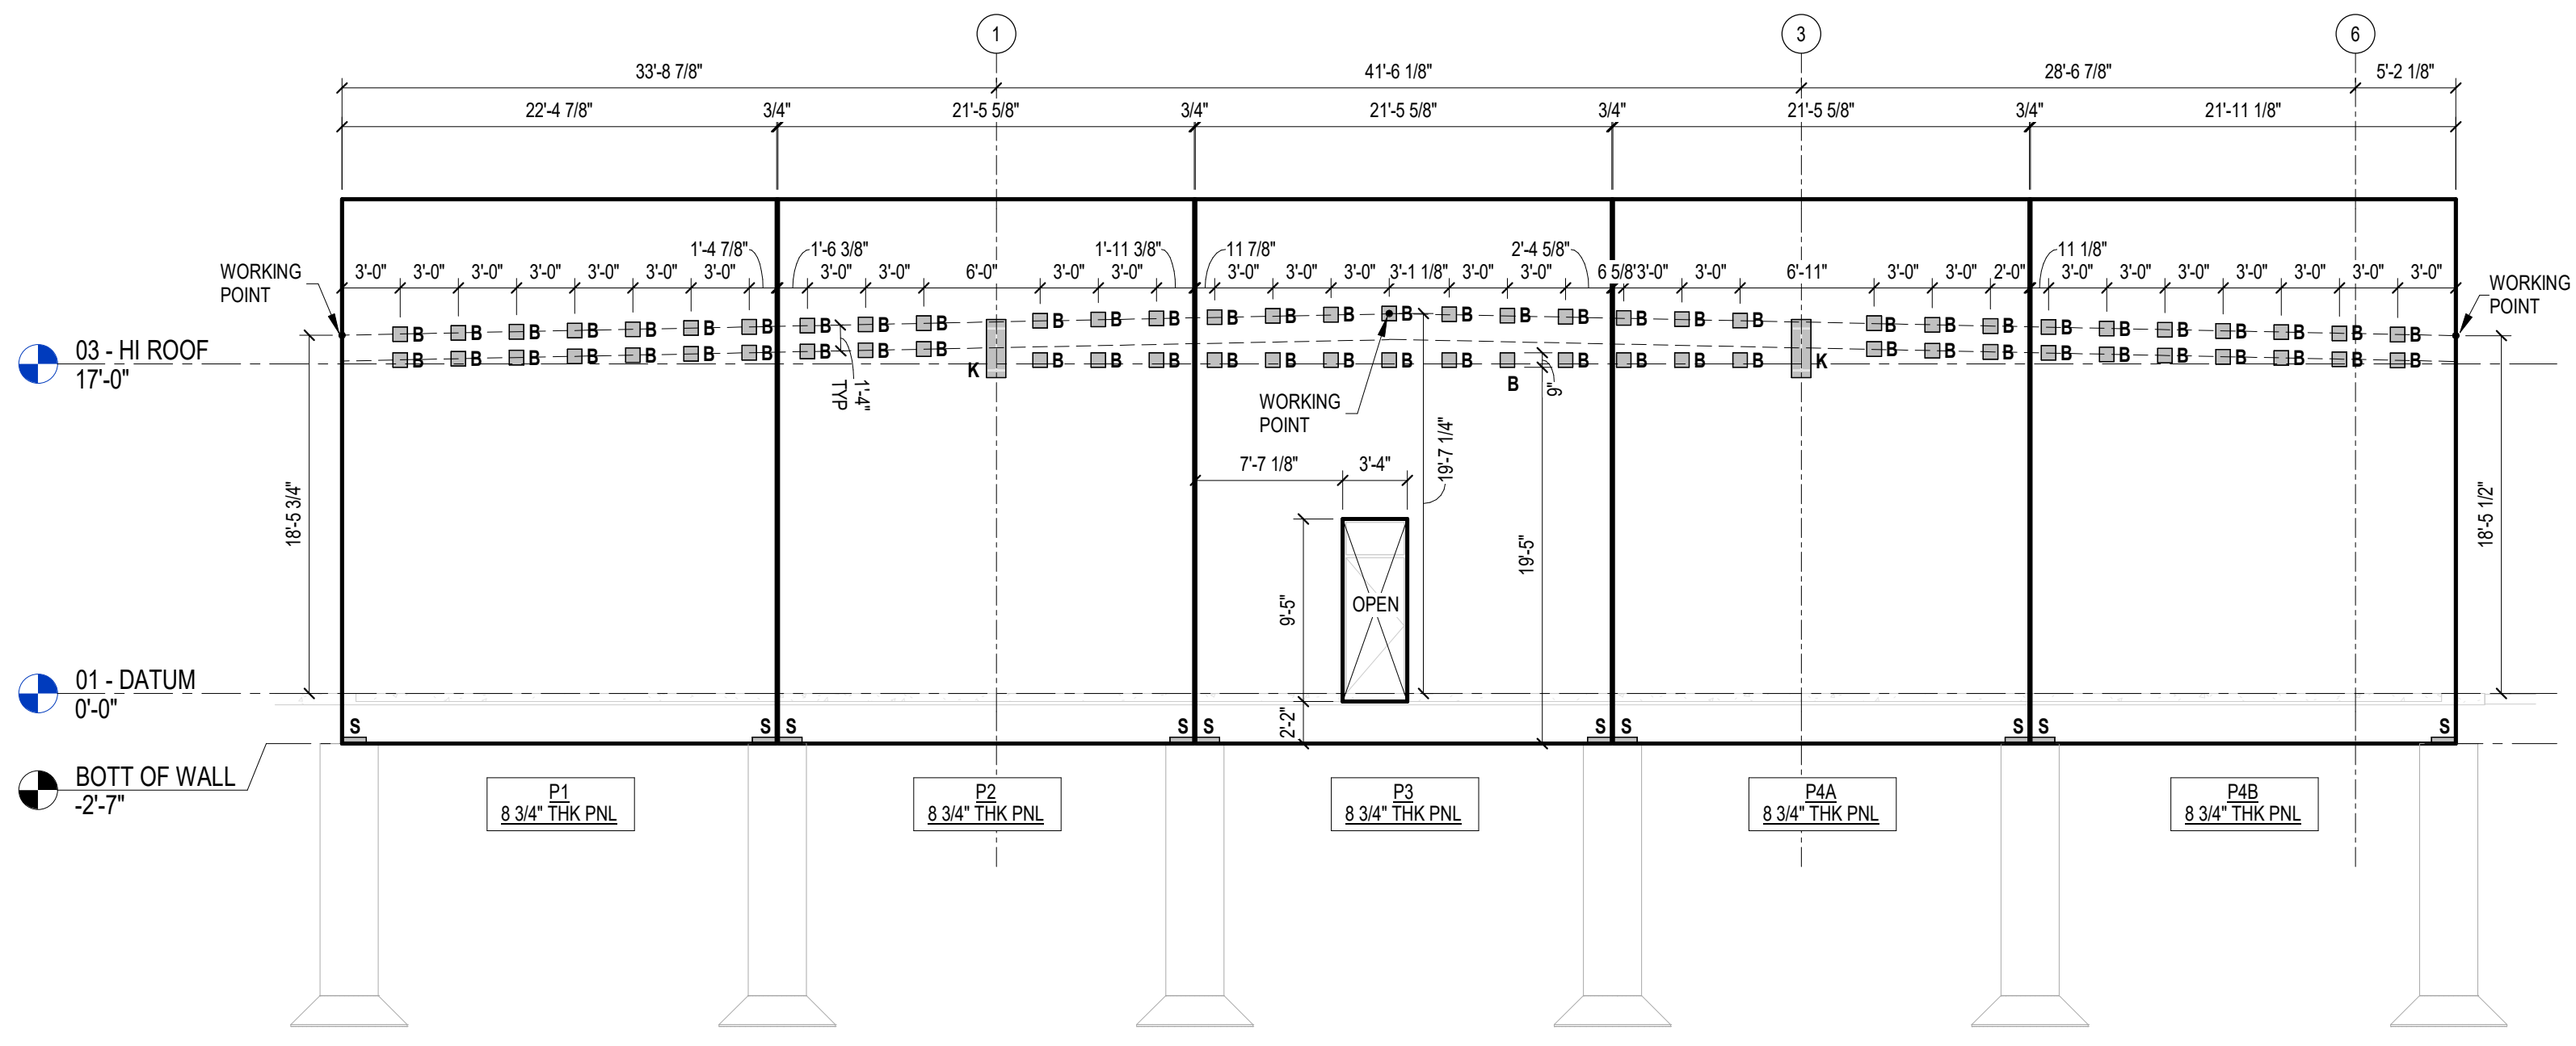 1
3
6
33'-8 7/8"
41'-6 1/8"
28'-6 7/8"
5'-2 1/8"
22'-4 7/8"
3/4"
21'-5 5/8"
3/4"
21'-5 5/8"
3/4"
21'-5 5/8"
3/4"
21'-11 1/8"
1'-4 7/8"
1'-6 3/8"
1'-11 3/8"
11 7/8"
2'-4 5/8"
11 1/8"
3'-0"
3'-0"
3'-0"
3'-0"
3'-0"
3'-0"
3'-0"
3'-0"
3'-0"
6'-0"
3'-0"
3'-0"
3'-0"
3'-0"
3'-0"
3'-1 1/8"
3'-0"
3'-0"
6 5/8"
3'-0"
3'-0"
6'-11"
3'-0"
3'-0"
2'-0"
3'-0"
3'-0"
3'-0"
3'-0"
3'-0"
3'-0"
3'-0"
WORKING
POINT
WORKING
POINT
B B B B B B B B B B B B B B B B B B B B B B B B B B B B B B B B B
03 - HI ROOF
17'-0"
B B B B B B B B B B K B B B B B B B B B B B B K B B B B B B B B B B
B
1'-4"
TYP
6"
WORKING
POINT
19'-7 1/4"
7'-7 1/8"
3'-4"
18'-5 3/4"
19'-5"
18'-5 1/2"
9'-5"
OPEN
01 - DATUM
0'-0"
2'-2"
S S S S S S S S S S
BOTT OF WALL
-2'-7"
P1
8 3/4" THK PNL
P2
8 3/4" THK PNL
P3
8 3/4" THK PNL
P4A
8 3/4" THK PNL
P4B
8 3/4" THK PNL